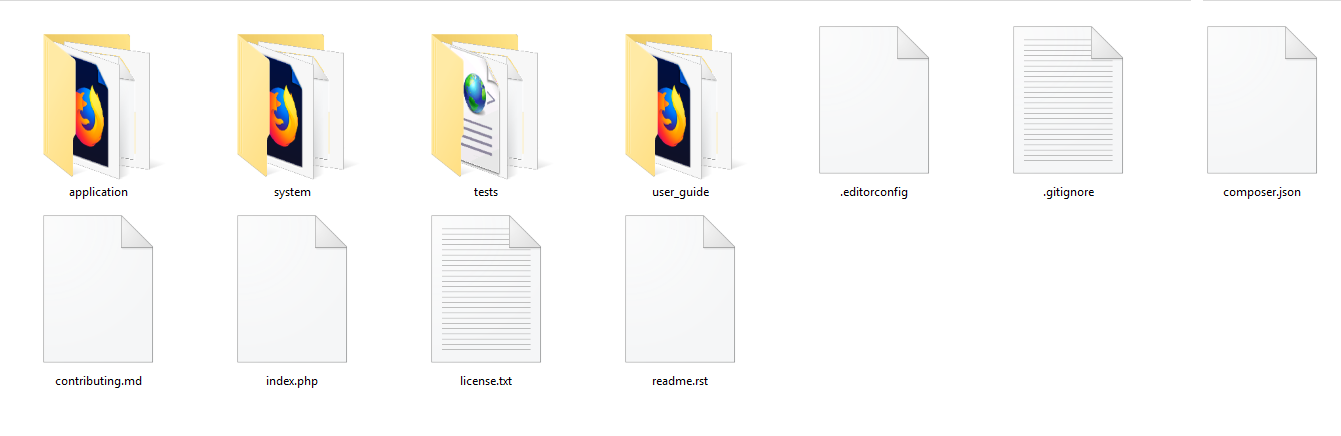 application
system
tests
user_guide
.editorconfig
.gitignore
composer.json
contributing.md
index.php
license.txt
readme.rst